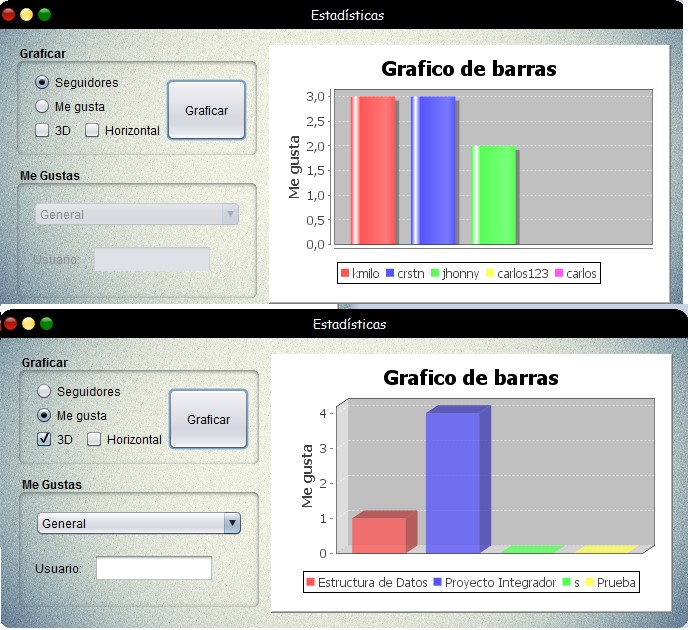 Estadísticas
Graficar
Seguidores
Me gusta
3D Horizontal
Graficar
Me Gustas
General
Usuario:
Grafico de barras
Me gusta
3,0
2,5
2,0
1,5
1,0
0,5
0,0
kmilo crstn jhonny carlos123 carlos
Estadísticas
Graficar
Seguidores
Me gusta
3D Horizontal
Graficar
Me Gustas
General
Usuario:
Grafico de barras
Me gusta
4
3
2
1
0
Estructura de Datos Proyecto Integrador s Prueba